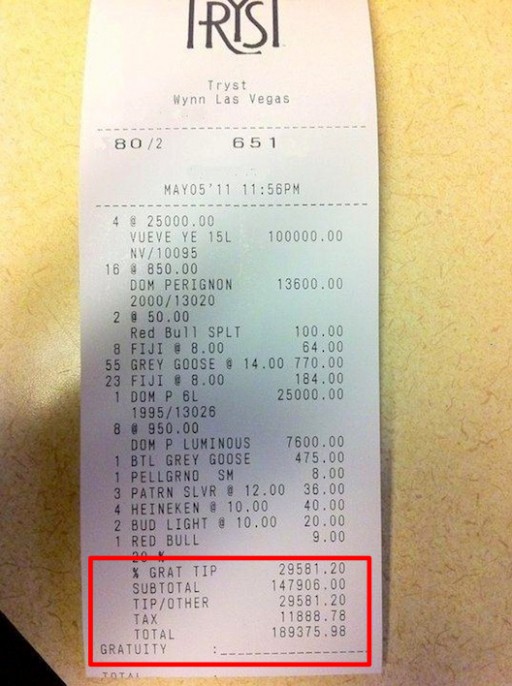 TRYST
Tryst
Wynn Las Vegas
80/2 651
MAY05'11 11:56PM
4 @ 25000.00
VUEVE YE 15L 100000.00
NV/10095
16 @ 850.00
DOM PERIGNON 13600.00
2000/13020
2 @ 50.00
Red Bull SPLT 100.00
8 FIJI @ 8.00 64.00
55 GREY GOOSE @ 14.00 770.00
23 FIJI @ 8.00 184.00
1 DOM P 6L 25000.00
1995/13026
8 @ 950.00
DOM P LUMINOUS 7600.00
1 BTL GREY GOOSE 475.00
1 PELLGRNO SM 8.00
3 PATRN SLVR @ 12.00 36.00
4 HEINEKEN @ 10.00 40.00
2 BUD LIGHT @ 10.00 20.00
1 RED BULL 9.00
20 %
% GRAT TIP 29581.20
SUBTOTAL 147906.00
TIP/OTHER 29581.20
TAX 11888.78
TOTAL 189375.98
GRATUITY :_______________
TOTAL